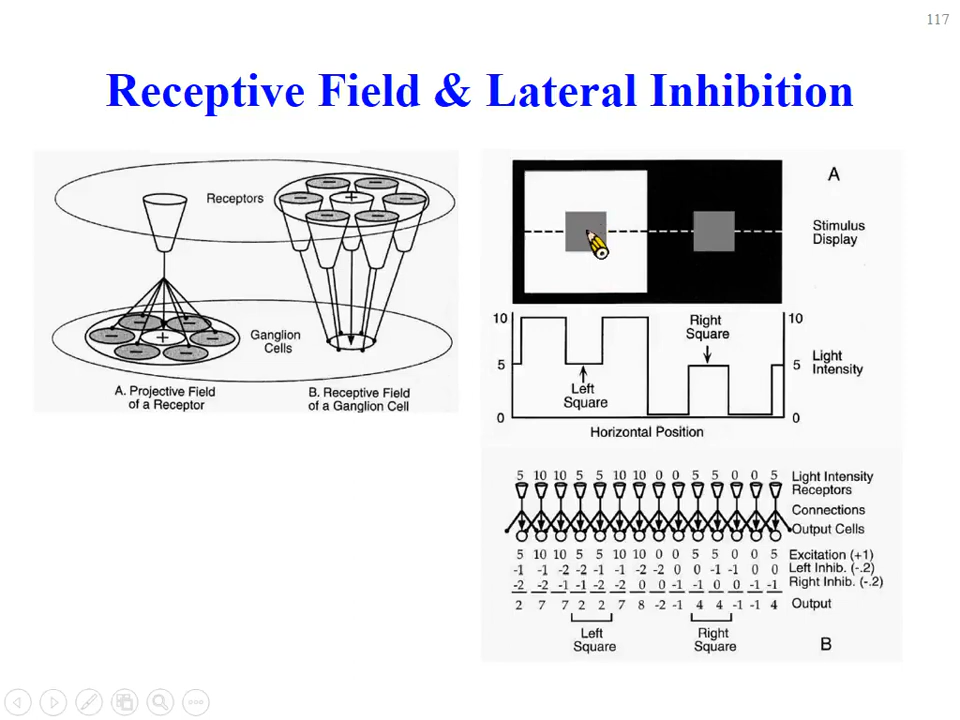 117
Receptive Field & Lateral Inhibition
Receptors
+
Ganglion
Cells
+
A. Projective Field
of a Receptor
B. Receptive Field
of a Ganglion Cell
A
Stimulus
Display
10
5
0
Right
Square
Left
Square
10
5
0
Light
Intensity
Horizontal Position
5 10 10 5 5 10 10 0 0 5 5 0 0 5 Light Intensity
Receptors
Connections
Output Cells
5 10 10 5 5 10 10 0 0 5 5 0 0 5 Excitation (+1)
-1 -1 -2 -2 -1 -1 -2 -2 0 0 -1 -1 0 0 Left Inhib. (-.2)
-2 -2 -1 -1 -2 -2 0 0 -1 -1 0 0 -1 -1 Right Inhib. (-.2)
2 7 7 2 2 7 8 -2 -1 4 4 -1 -1 4 Output
Left
Square
Right
Square
B